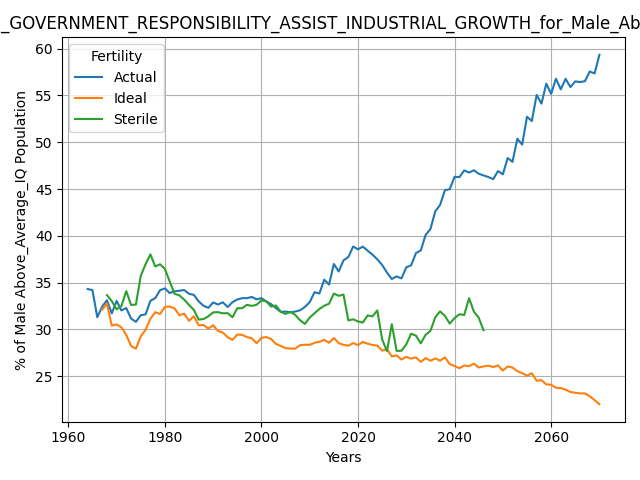 _GOVERNMENT_RESPONSIBILITY_ASSIST_INDUSTRIAL_GROWTH_for_Male_Ab
Fertility
Actual
Ideal
Sterile
% of Male Above_Average_IQ Population
60
55
50
45
40
35
30
25
1960
1980
2000
2020
2040
2060
Years